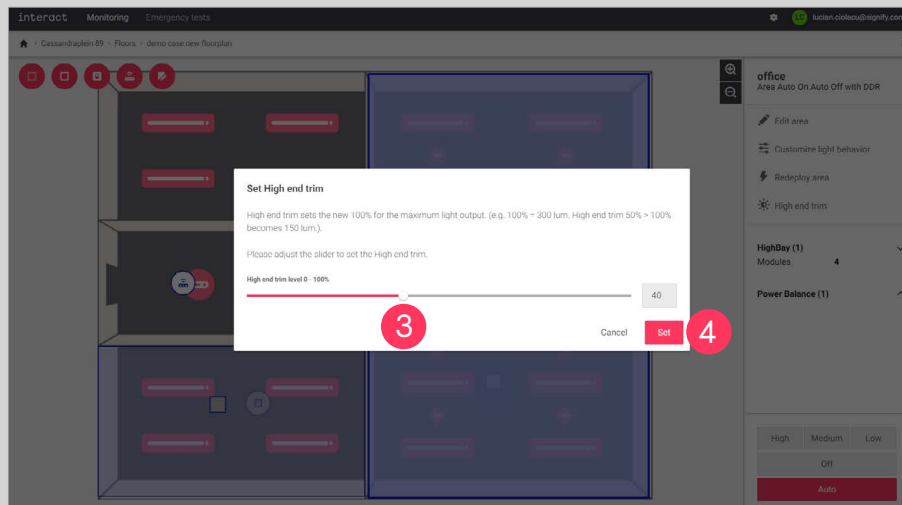 interact Monitoring Emergency tests LC lucian.ciolacu@signify.com
Cassandraplein 89 › Floors › demo case new floorplan
office
Area Auto On Auto Off with DDR
Edit area
Customize light behavior
Redeploy area
High end trim
HighBay (1)
Modules 4
Power Balance (1)
Set High end trim
High end trim sets the new 100% for the maximum light output. (e.g. 100% = 300 lum. High end trim 50% > 100%
becomes 150 lum.).
Please adjust the slider to set the High end trim.
High end trim level 0 - 100%
40
3
Cancel Set 4
High Medium Low
Off
Auto